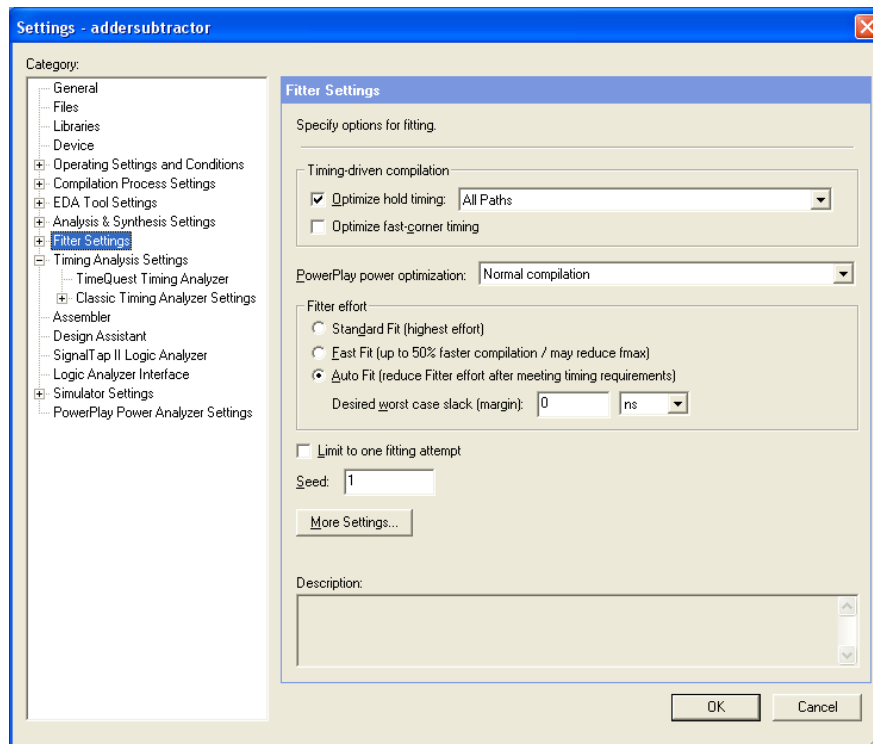 Settings - addersubtractor
Category:
General
Files
Libraries
Device
Operating Settings and Conditions
Compilation Process Settings
EDA Tool Settings
Analysis & Synthesis Settings
Fitter Settings
Timing Analysis Settings
TimeQuest Timing Analyzer
Classic Timing Analyzer Settings
Assembler
Design Assistant
SignalTap II Logic Analyzer
Logic Analyzer Interface
Simulator Settings
PowerPlay Power Analyzer Settings
Fitter Settings
Specify options for fitting.
Timing-driven compilation
Optimize hold timing: All Paths
Optimize fast-corner timing
PowerPlay power optimization: Normal compilation
Fitter effort
Standard Fit (highest effort)
Fast Fit (up to 50% faster compilation / may reduce fmax)
Auto Fit (reduce Fitter effort after meeting timing requirements)
Desired worst case slack (margin): 0 ns
Limit to one fitting attempt
Seed: 1
More Settings...
Description:
OK Cancel